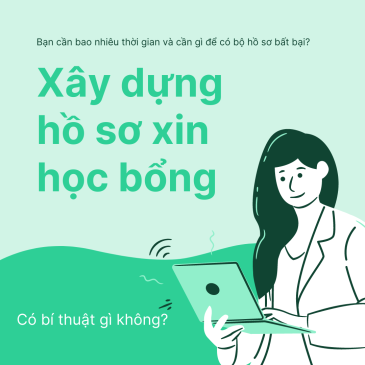 Bạn cần bao nhiêu thời gian và cần gì để có bộ hồ sơ bất bại?
Xây dựng
hồ sơ xin
học bổng
Có bí thuật gì không?